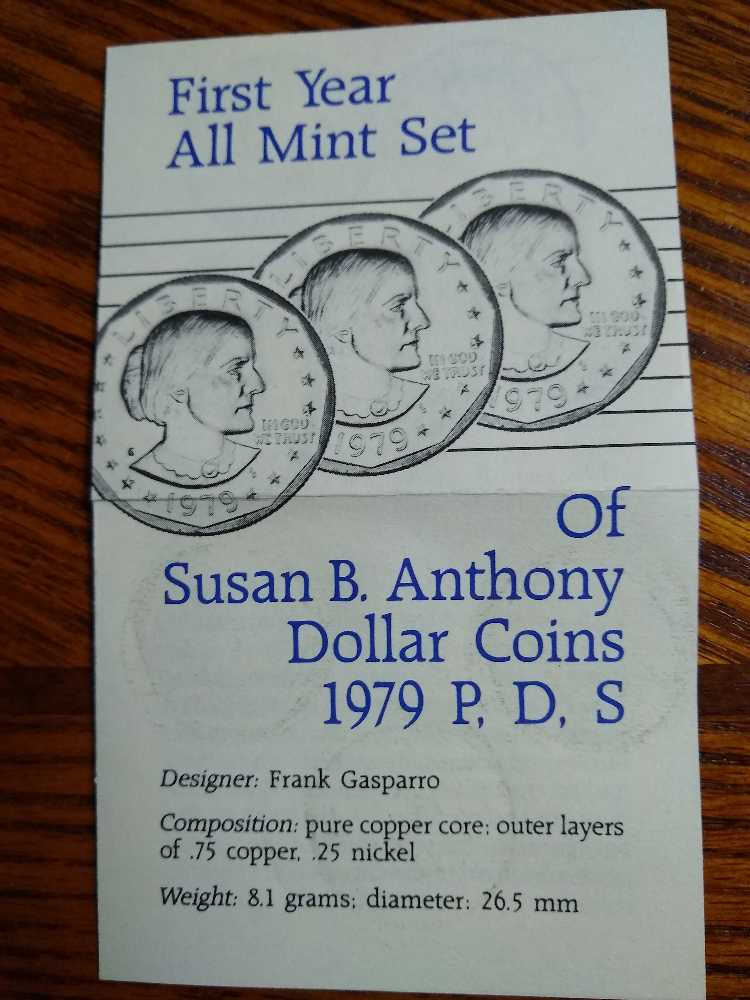 First Year
All Mint Set
LIBERTY
IN GOD
WE TRUST
1979
LIBERTY
IN GOD
WE TRUST
1979
LIBERTY
IN GOD
WE TRUST
1979
Of
Susan B. Anthony
Dollar Coins
1979 P, D, S
Designer: Frank Gasparro
Composition: pure copper core; outer layers
of .75 copper, .25 nickel
Weight: 8.1 grams; diameter: 26.5 mm